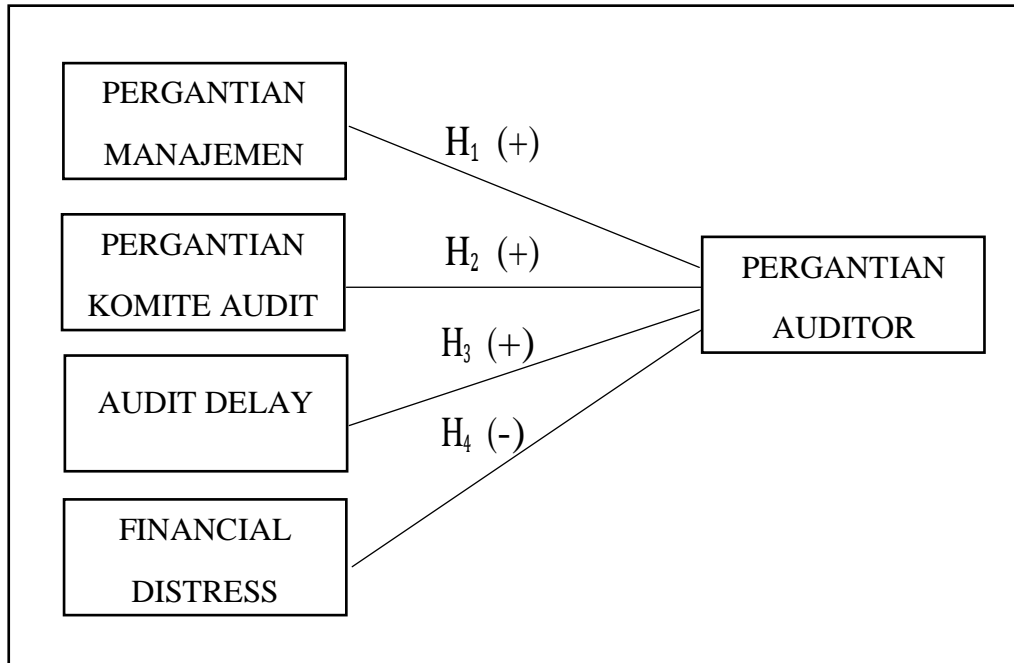 PERGANTIAN
MANAJEMEN
H₁ (+)
PERGANTIAN
KOMITE AUDIT
H₂ (+)
PERGANTIAN
AUDITOR
AUDIT DELAY
H₃ (+)
H₄ (-)
FINANCIAL
DISTRESS